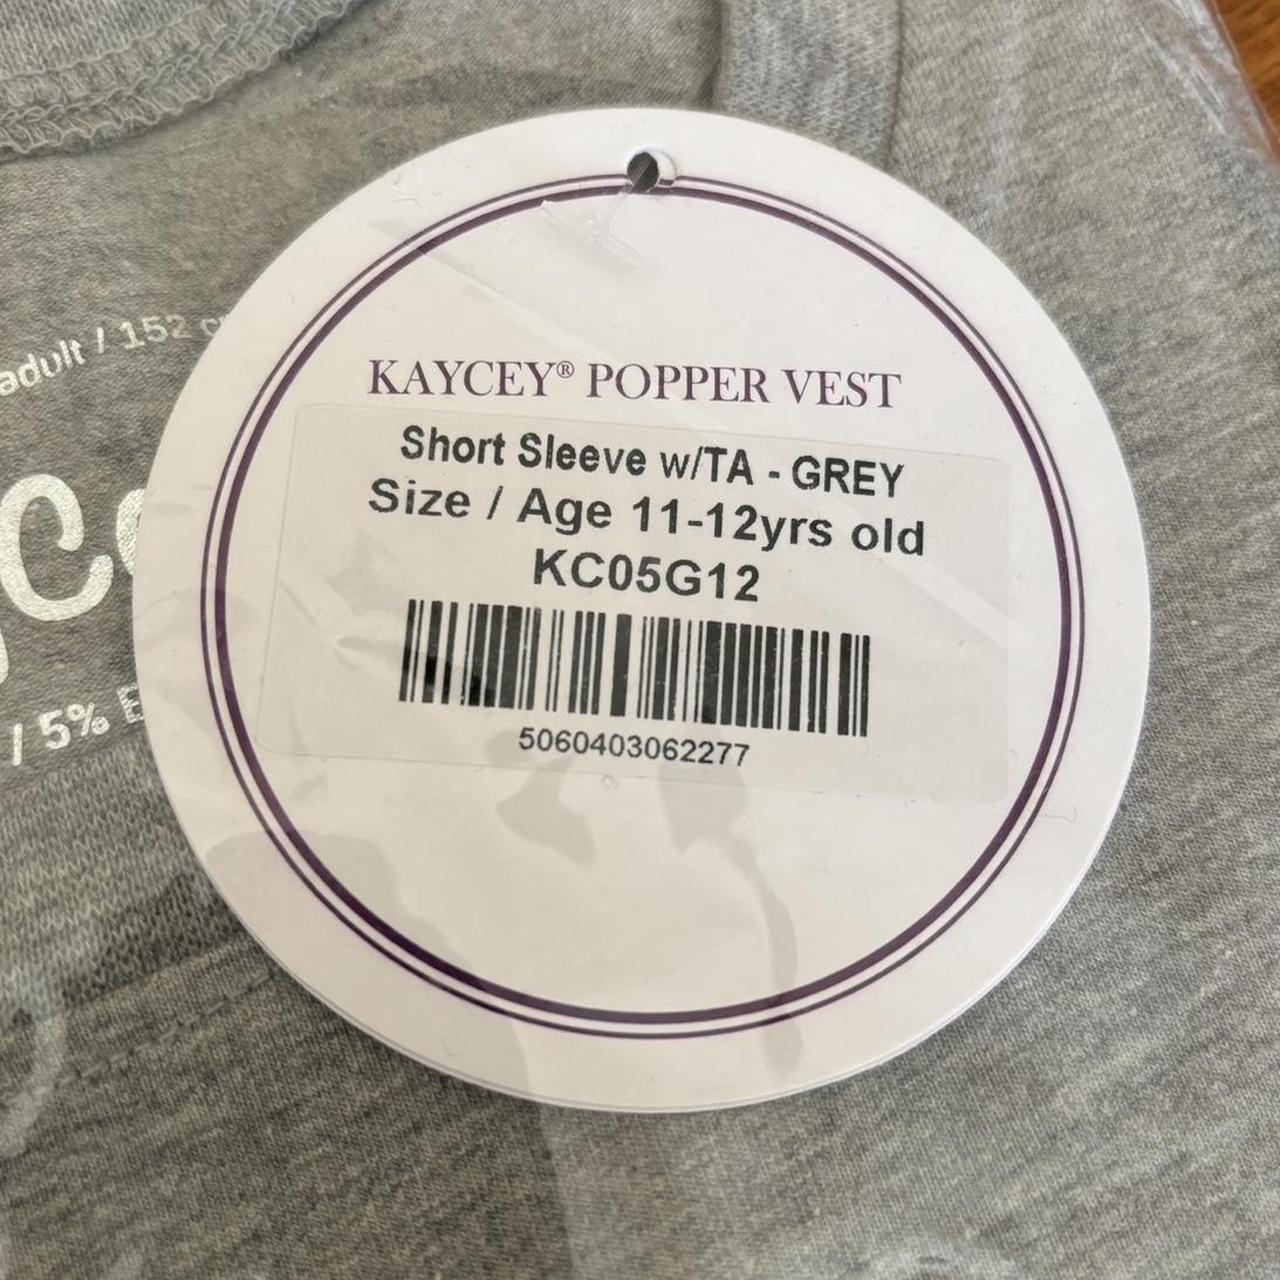 adult / 152
KAYCEY® POPPER VEST
Short Sleeve w/TA - GREY
Size / Age 11-12yrs old
KC05G12
5060403062277
/ 5%